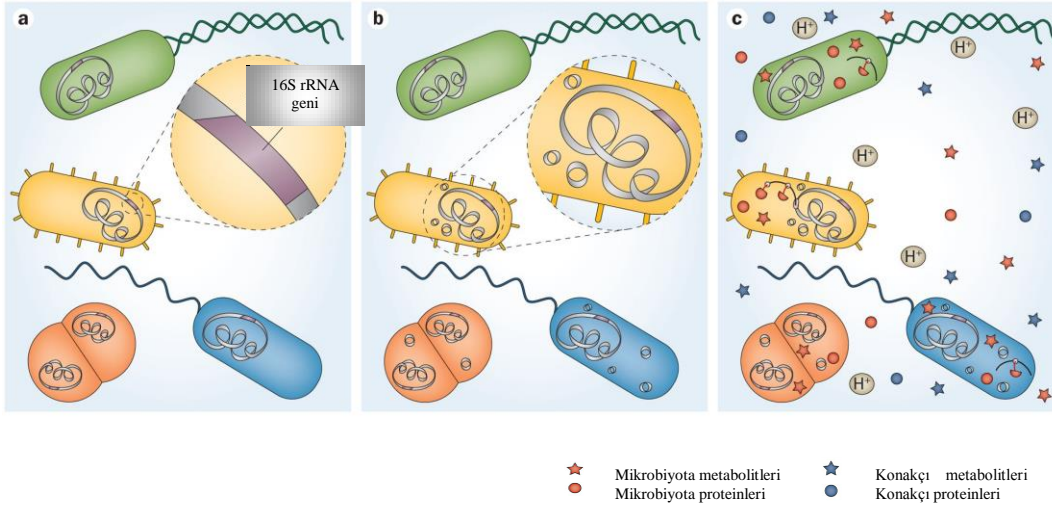 a
16S rRNA
geni
b
c
H+
H+
H+
H+
H+
H+
Mikrobiyota metabolitleri
Mikrobiyota proteinleri
Konakçı metabolitleri
Konakçı proteinleri